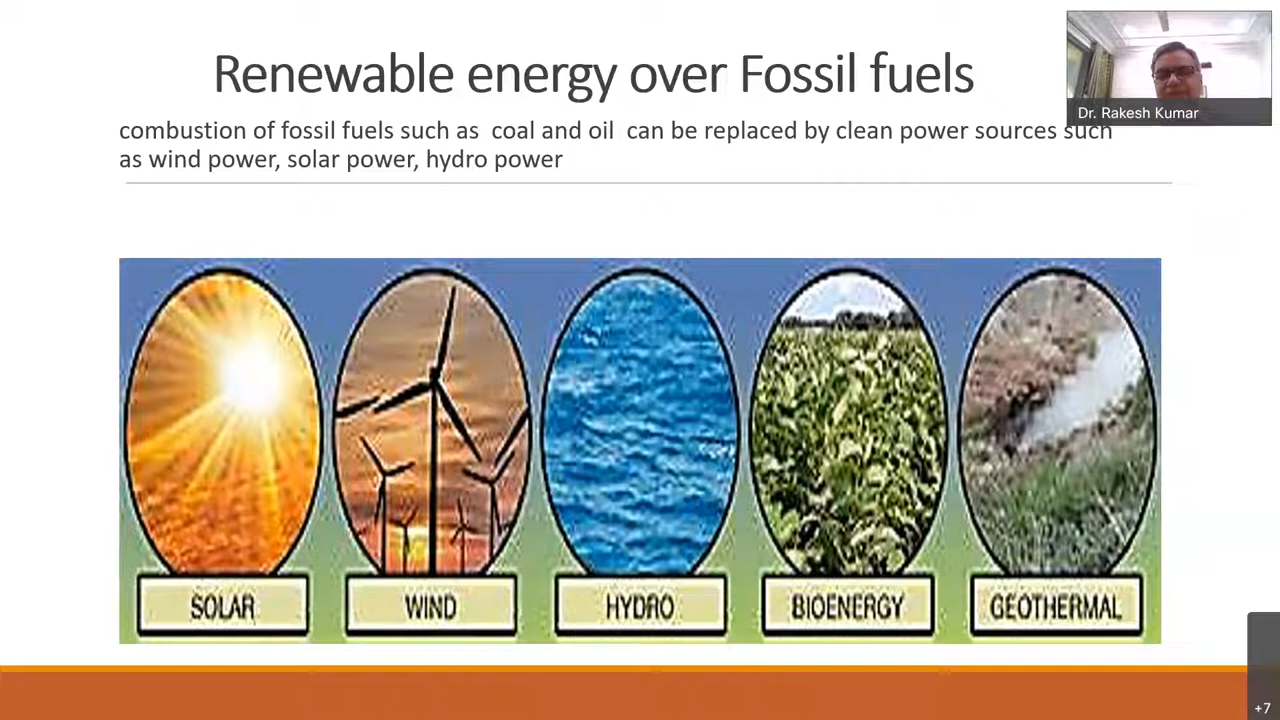 Renewable energy over Fossil fuels
Dr. Rakesh Kumar
combustion of fossil fuels such as coal and oil can be replaced by clean power sources such
as wind power, solar power, hydro power
SOLAR
WIND
HYDRO
BIOENERGY
GEOTHERMAL
+7